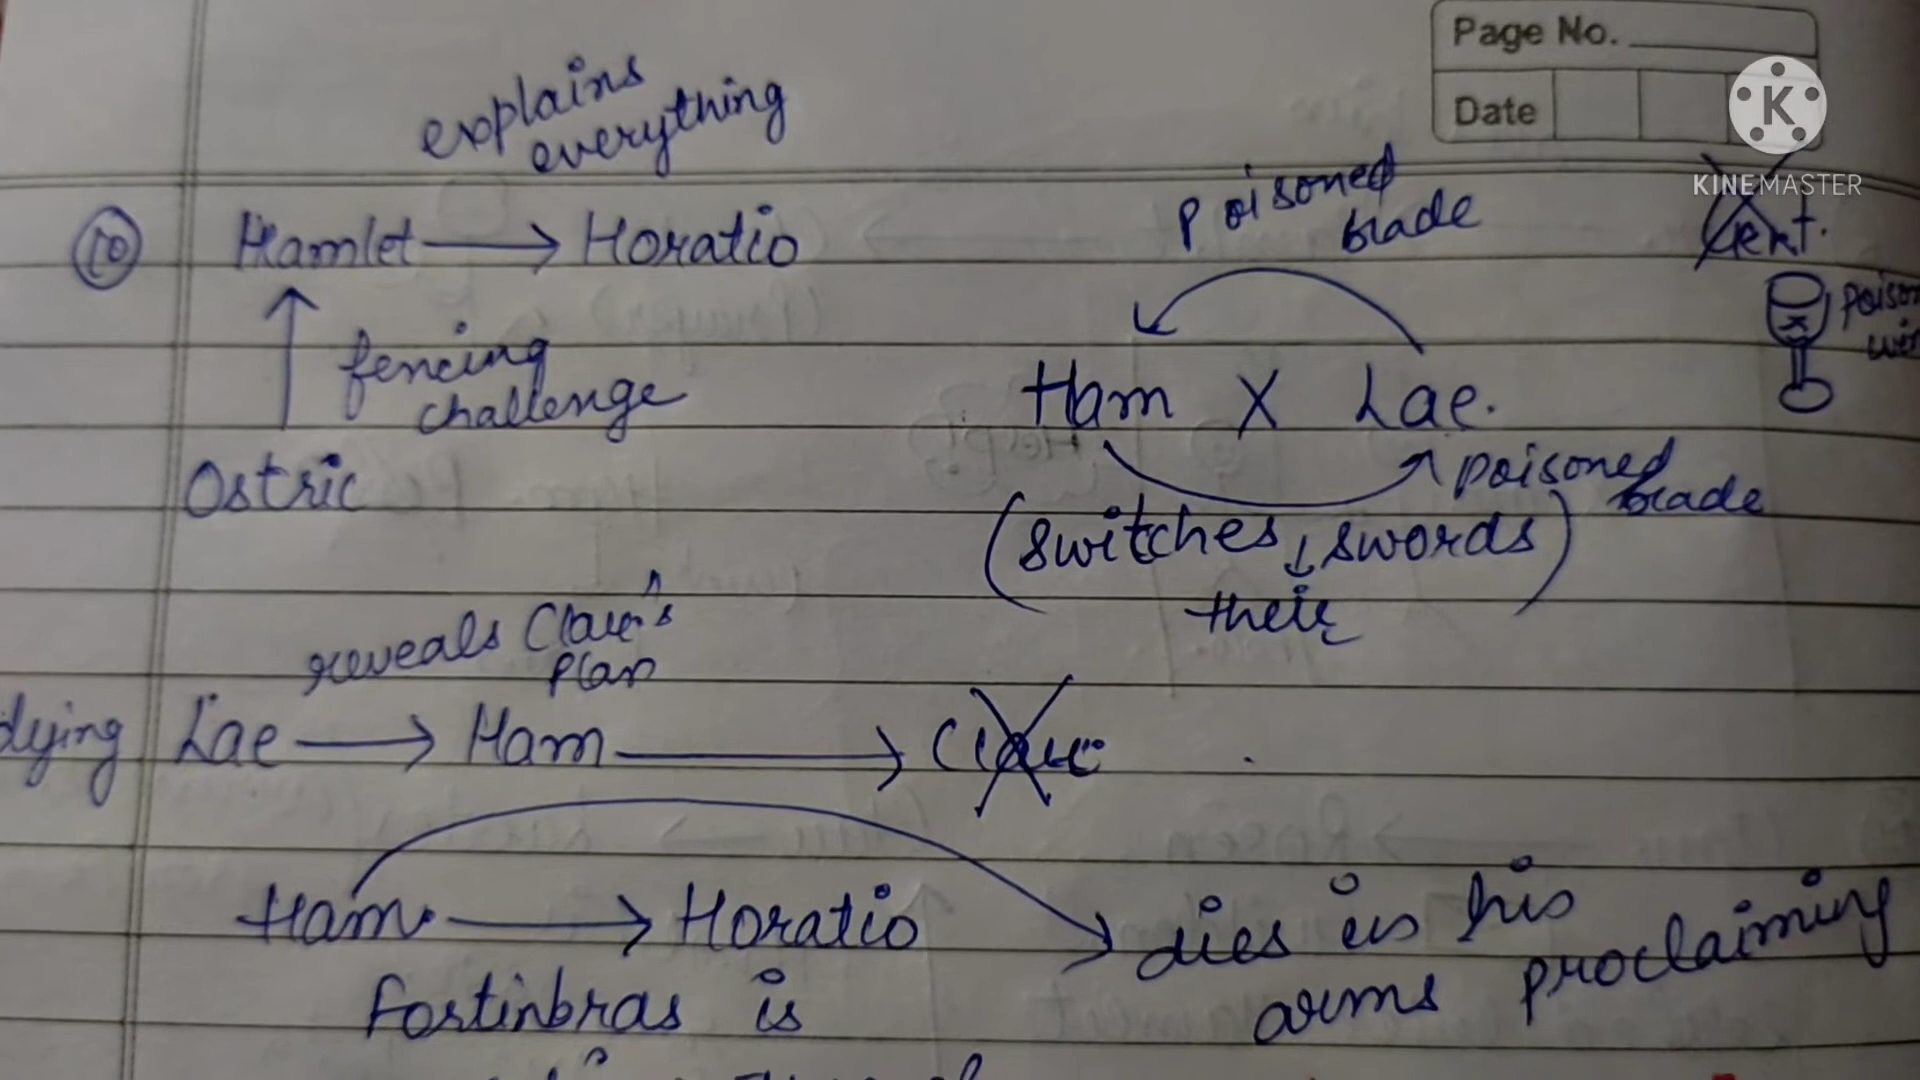 Page No.
Date
KINEMASTER
explains
everything
10 Hamlet → Horatio
fencing
challenge
Ostric
Poisoned
blade
Gert.
poison
Ham X Lae.
poisoned
blade
(switches ↓ swords)
their
reveals Clau's
plan
dying Lae → Ham → Clau
Ham. → Horatio
dies in his
arms proclaiming
Fortinbras is